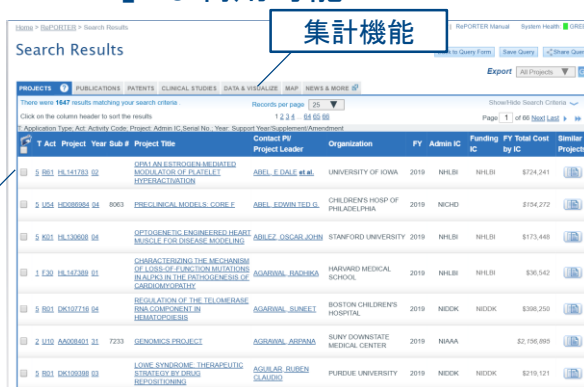 集計機能
Home > RePORTER > Search Results
RePORTER Manual System Health: GREE
Search Results
to Query Form Save Query Share Quer
Export All Projects
PROJECTS ? PUBLICATIONS PATENTS CLINICAL STUDIES DATA & VISUALIZE MAP NEWS & MORE
There were 1647 results matching your search criteria
Records per page 25
Show/Hide Search Criteria
Click on the column header to sort the results
1 2 3 4 .. 64 65 66
Page 1 of 66 Next Last
T: Application Type; Act: Activity Code; Project: Admin IC, Serial No.; Year: Support Year/Supplement/Amendment
T Act Project Year Sub # Project Title Contact PI/ Project Leader Organization FY Admin IC Funding IC FY Total Cost by IC Similar Projects
5 R61 HL141783 02 OPA1 AN ESTROGEN-MEDIATED MODULATOR OF PLATELET HYPERACTIVATION ABEL, E DALE et al. UNIVERSITY OF IOWA 2019 NHLBI NHLBI $724,241
5 U54 HD086984 04 8063 PRECLINICAL MODELS: CORE F ABEL, EDWIN TED G. CHILDREN'S HOSP OF PHILADELPHIA 2019 NICHD $154,272
5 K01 HL130608 04 OPTOGENETIC ENGINEERED HEART MUSCLE FOR DISEASE MODELING ABILEZ, OSCAR JOHN STANFORD UNIVERSITY 2019 NHLBI NHLBI $173,448
1 F30 HL147389 01 CHARACTERIZING THE MECHANISM OF LOSS-OF-FUNCTION MUTATIONS IN ALPK3 IN THE PATHOGENESIS OF CARDIOMYOPATHY AGARWAL, RADHIKA HARVARD MEDICAL SCHOOL 2019 NHLBI NHLBI $36,542
5 R01 DK107716 04 REGULATION OF THE TELOMERASE RNA COMPONENT IN HEMATOPOIESIS AGARWAL, SUNEET BOSTON CHILDREN'S HOSPITAL 2019 NIDDK NIDDK $398,250
2 U10 AA008401 31 7233 GENOMICS PROJECT AGRAWAL, ARPANA SUNY DOWNSTATE MEDICAL CENTER 2019 NIAAA $2,156,895
5 R01 DK109398 03 LOWE SYNDROME: THERAPEUTIC STRATEGY BY DRUG REPOSITIONING AGUILAR, RUBEN CLAUDIO PURDUE UNIVERSITY 2019 NIDDK NIDDK $219,121